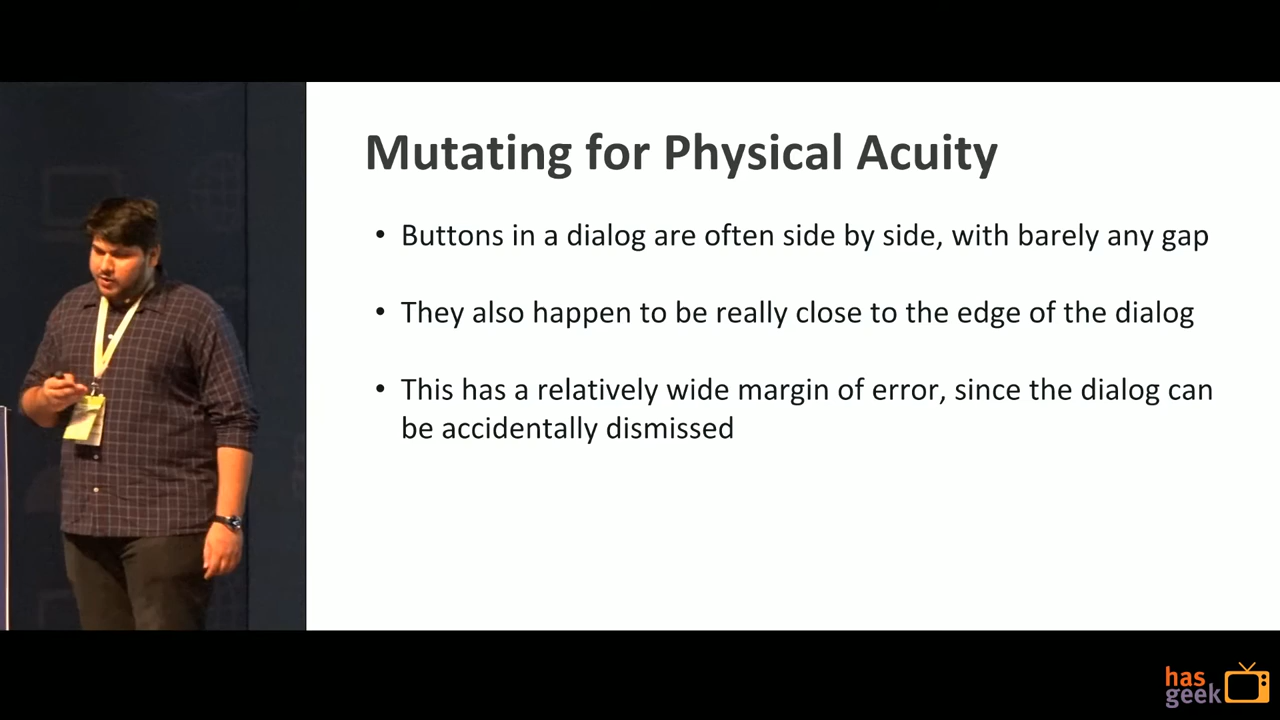 Mutating for Physical Acuity
• Buttons in a dialog are often side by side, with barely any gap
• They also happen to be really close to the edge of the dialog
• This has a relatively wide margin of error, since the dialog can
be accidentally dismissed
has
geek